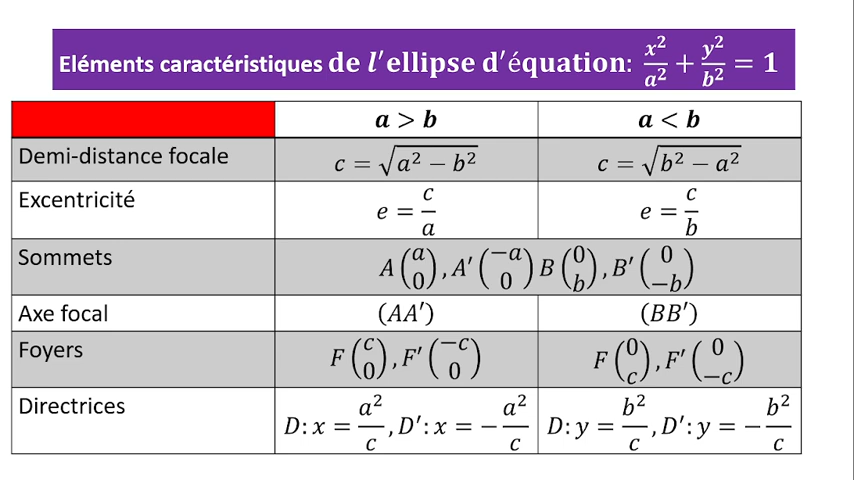 Eléments caractéristiques de l'ellipse d'équation: x²/a² + y²/b² = 1
a > b a < b
Demi-distance focale c = √(a² − b²) c = √(b² − a²)
Excentricité e = c/a e = c/b
Sommets A(a 0), A'(−a 0) B(0 b), B'(0 −b)
Axe focal (AA') (BB')
Foyers F(c 0), F'(−c 0) F(0 c), F'(0 −c)
Directrices D: x = a²/c, D': x = − a²/c D: y = b²/c, D': y = − b²/c